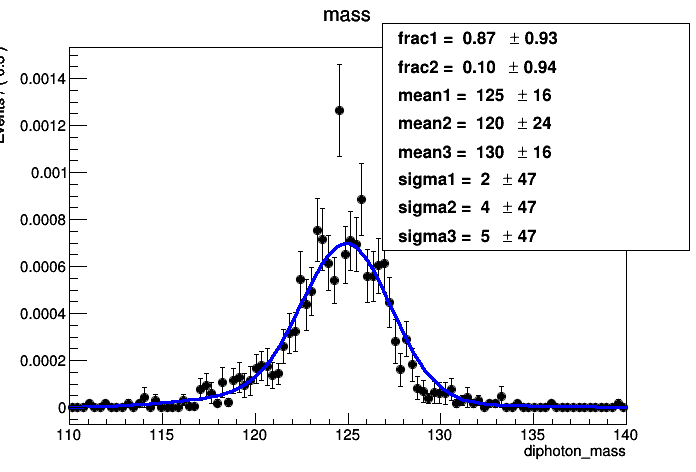 mass
frac1 = 0.87 ± 0.93
frac2 = 0.10 ± 0.94
mean1 = 125 ± 16
mean2 = 120 ± 24
mean3 = 130 ± 16
sigma1 = 2 ± 47
sigma2 = 4 ± 47
sigma3 = 5 ± 47
0.0014
0.0012
0.001
0.0008
0.0006
0.0004
0.0002
0
110 115 120 125 130 135 140
diphoton_mass